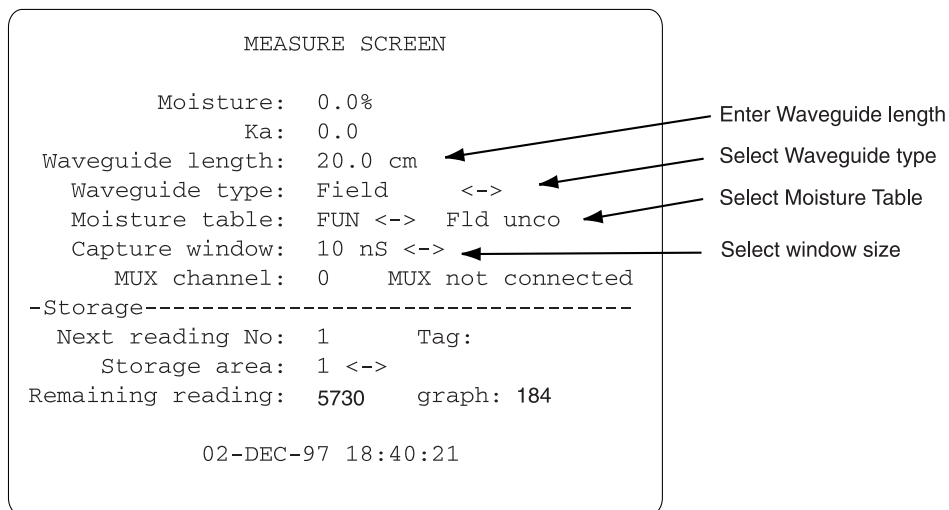 MEASURE SCREEN
Moisture: 0.0%
Ka: 0.0
Waveguide length: 20.0 cm
Waveguide type: Field <->
Moisture table: FUN <-> Fld unco
Capture window: 10 nS <->
MUX channel: 0 MUX not connected
-Storage----------------------------------
Next reading No: 1 Tag:
Storage area: 1 <->
Remaining reading: 5730 graph: 184
02-DEC-97 18:40:21
Enter Waveguide length
Select Waveguide type
Select Moisture Table
Select window size